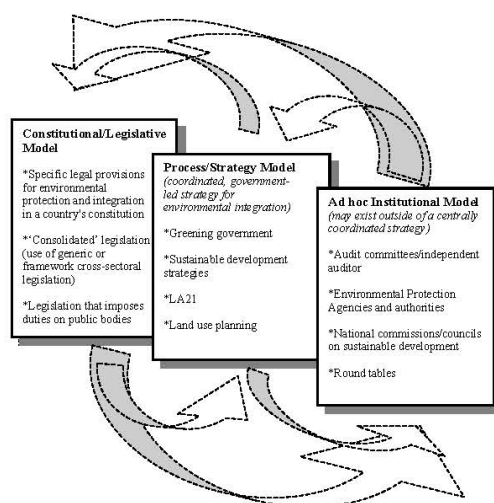 Constitutional/Legislative
Model
*Specific legal provisions
for environmental
protection and integration
in a country's constitution
*‘Consolidated’ legislation
(use of generic or
framework cross-sectoral
legislation)
*Legislation that imposes
duties on public bodies
Process/Strategy Model
(coordinated, government-
led strategy for
environmental integration)
*Greening government
*Sustainable development
strategies
*LA21
*Land use planning
Ad hoc Institutional Model
(may exist outside of a centrally
coordinated strategy)
*Audit committees/independent
auditor
*Environmental Protection
Agencies and authorities
*National commissions/councils
on sustainable development
*Round tables